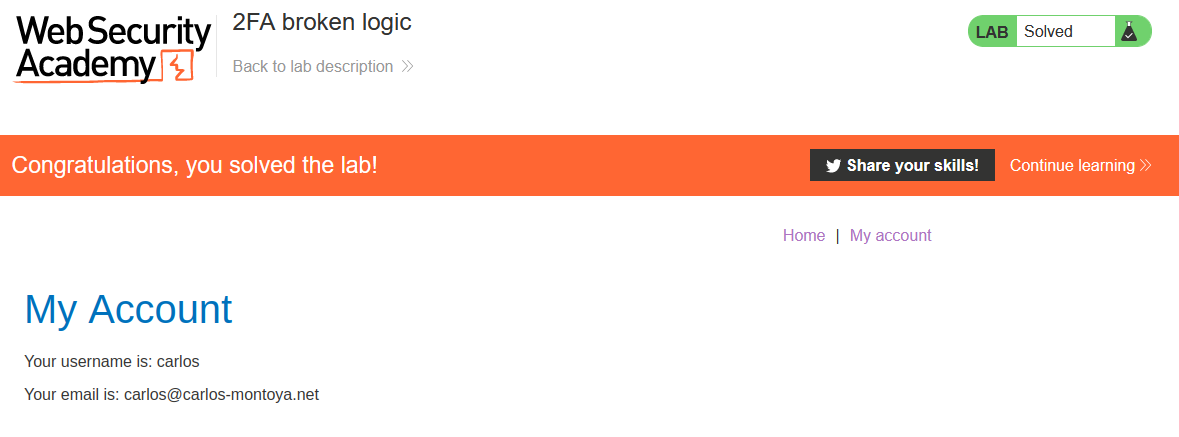 Web Security
Academy
2FA broken logic
Back to lab description
LAB Solved
Congratulations, you solved the lab!
Share your skills!
Continue learning
Home | My account
My Account
Your username is: carlos
Your email is: carlos@carlos-montoya.net